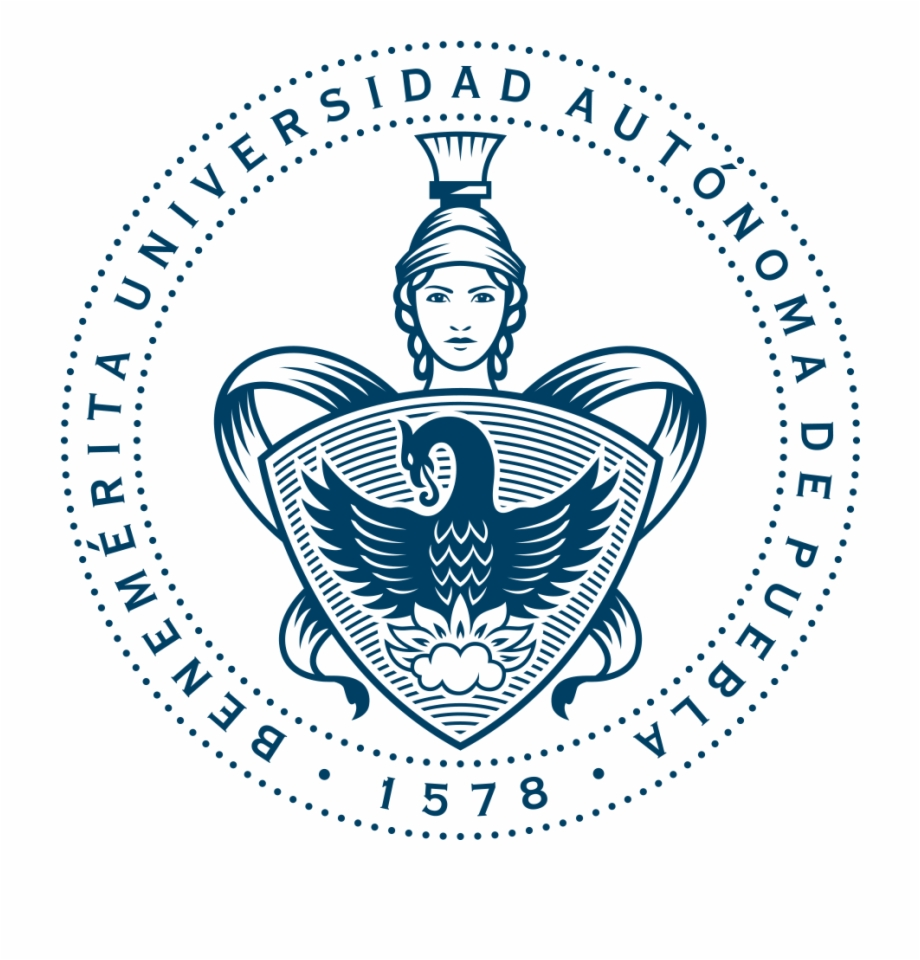 BENEMÉRITA UNIVERSIDAD AUTÓNOMA DE PUEBLA
· 1578 ·